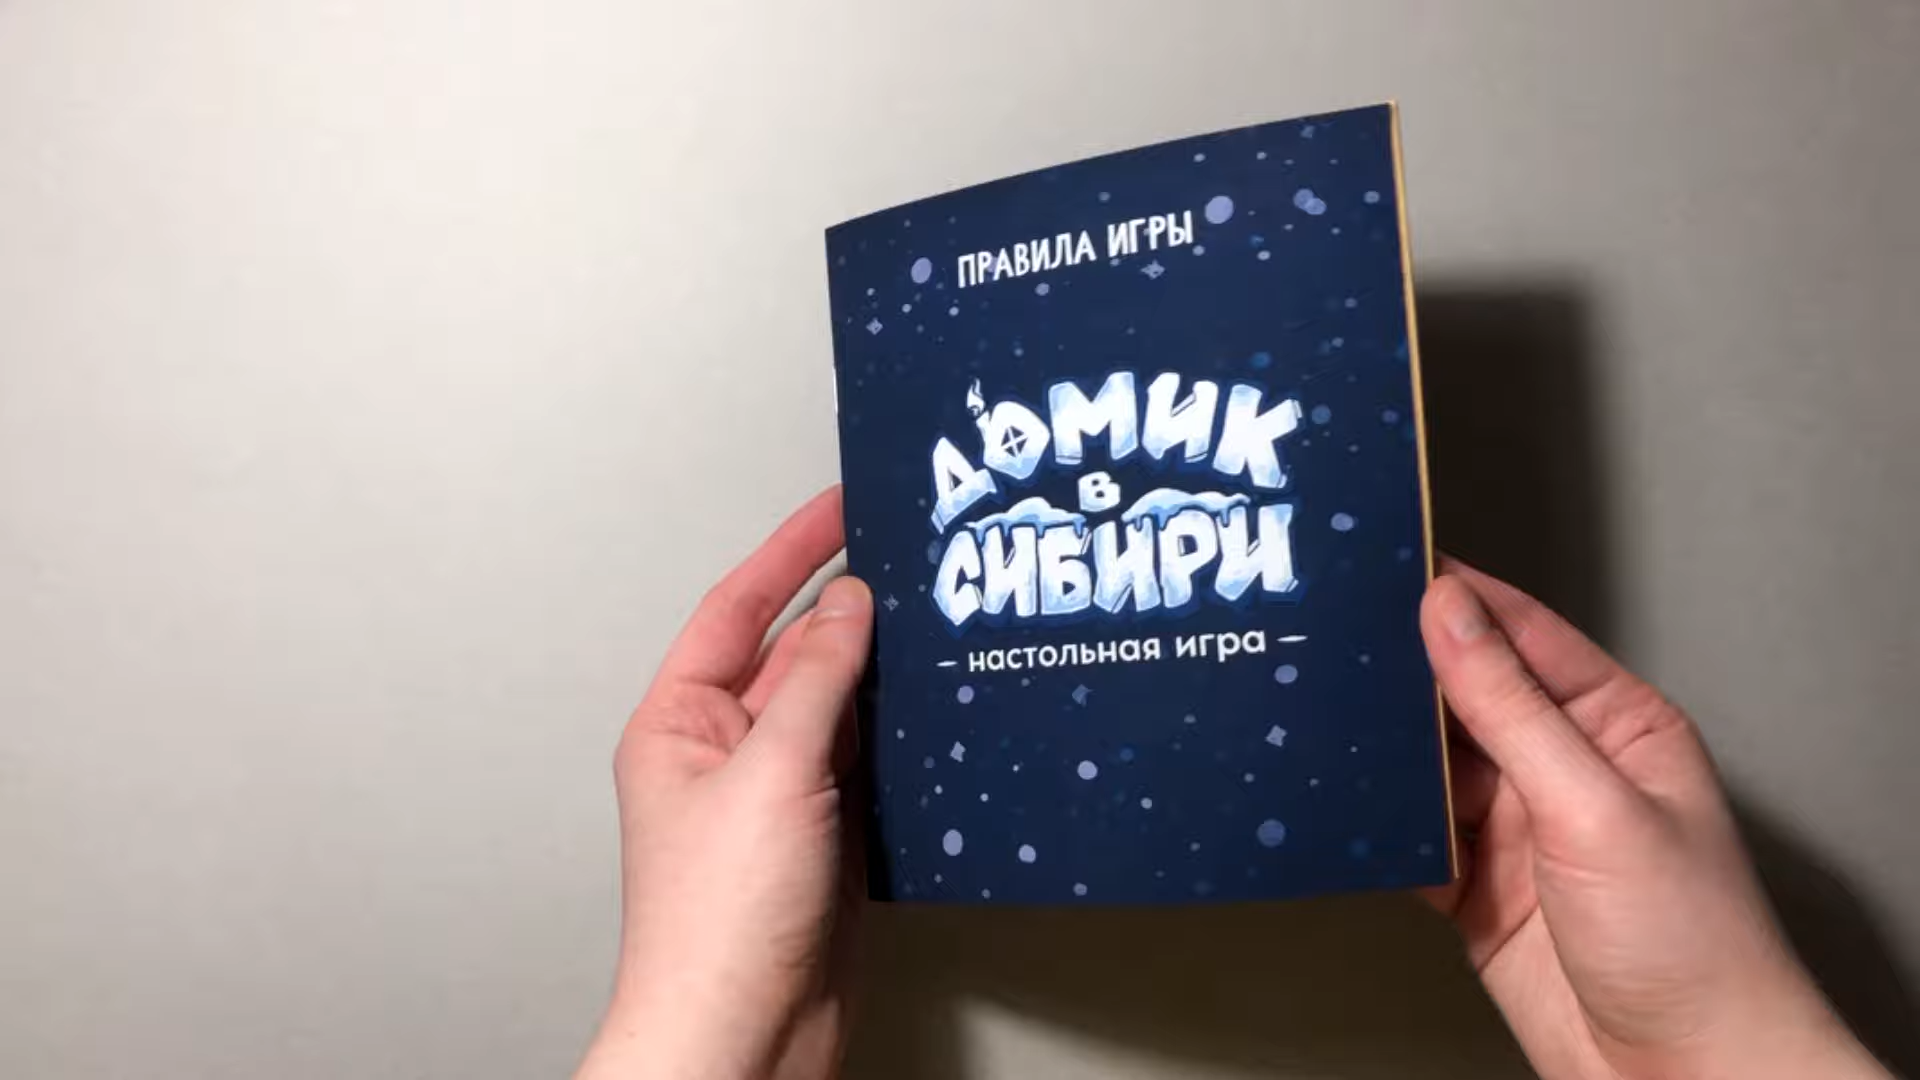 ПРАВИЛА ИГРЫ
ДОМИК
В
СИБИРИ
– настольная игра –